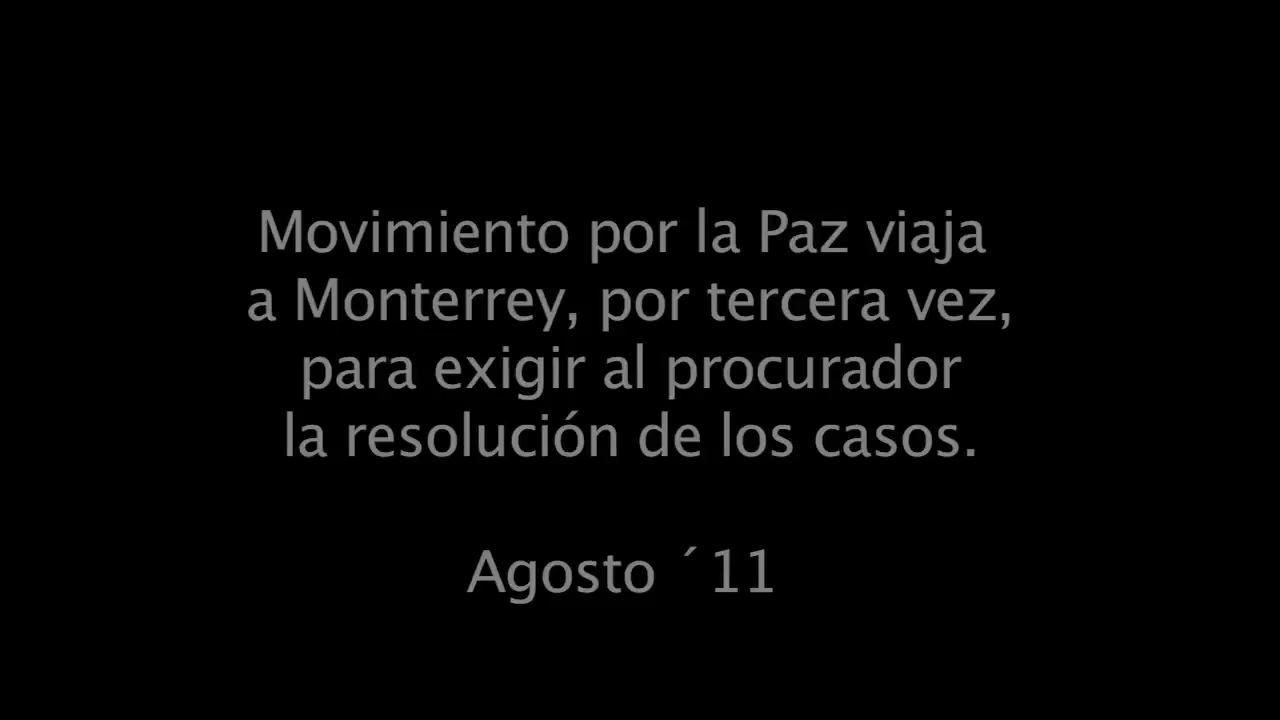 Movimiento por la Paz viaja
a Monterrey, por tercera vez,
para exigir al procurador
la resolución de los casos.
Agosto ´11